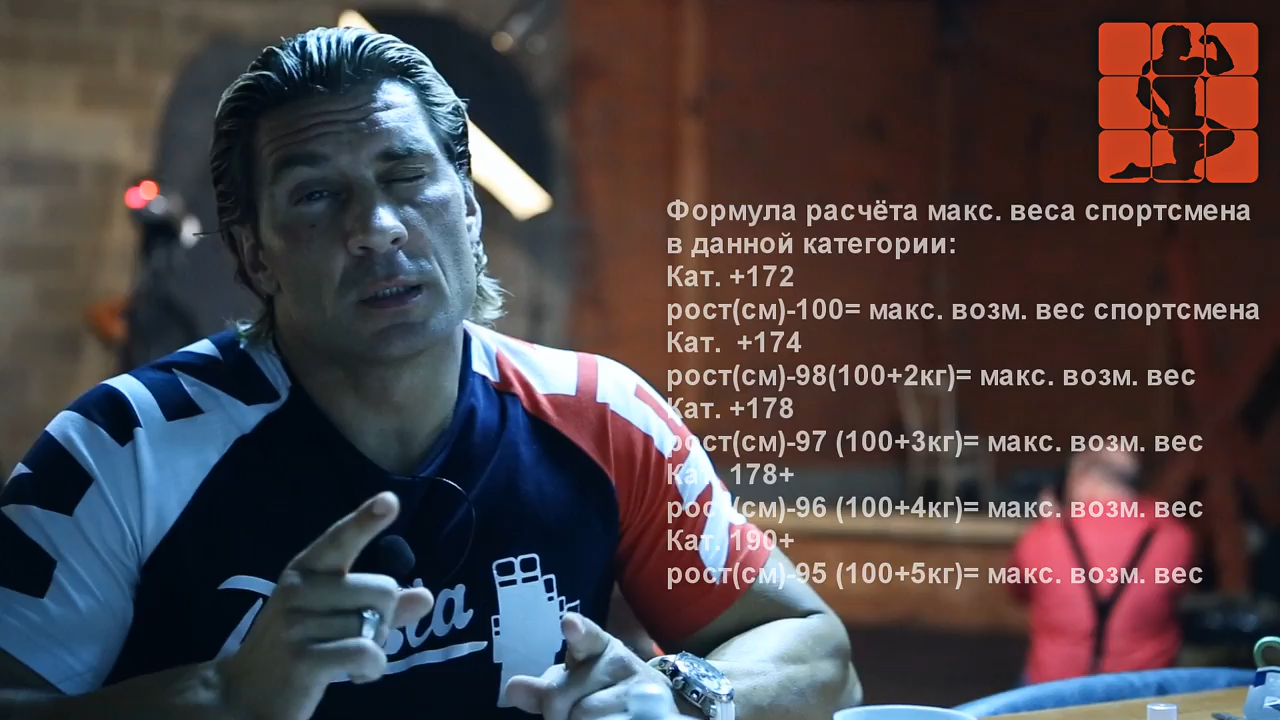 Формула расчёта макс. веса спортсмена
в данной категории:
Кат. +172
рост(см)-100= макс. возм. вес спортсмена
Кат.  +174
рост(см)-98(100+2кг)= макс. возм. вес
Кат. +178
рост(см)-97 (100+3кг)= макс. возм. вес
Кат. 178+
рост(см)-96 (100+4кг)= макс. возм. вес
Кат. 190+
рост(см)-95 (100+5кг)= макс. возм. вес